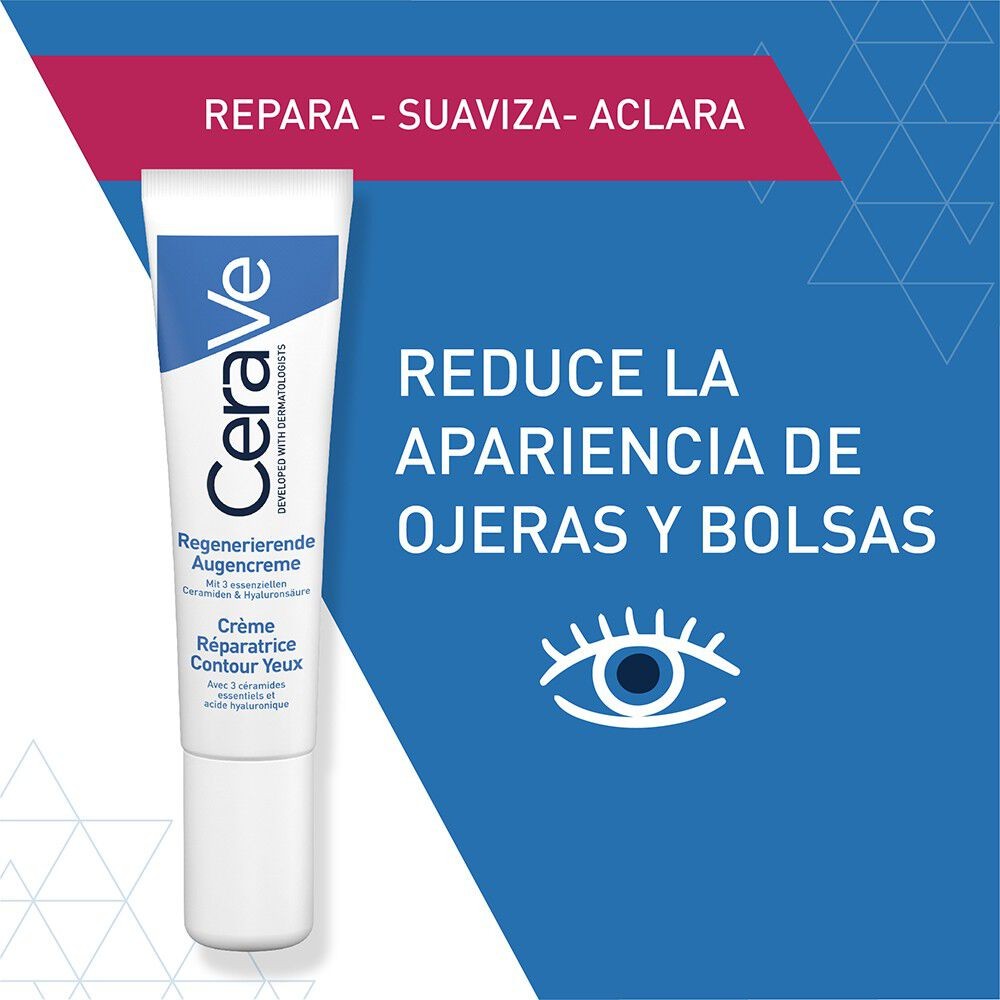 REPARA - SUAVIZA- ACLARA
CeraVe
DEVELOPED WITH DERMATOLOGISTS
Regenerierende
Augencreme
Mit 3 essenziellen
Ceramiden & Hyaluronsäure
Crème
Réparatrice
Contour Yeux
Avec 3 céramides
essentiels et
acide hyaluronique
REDUCE LA
APARIENCIA DE
OJERAS Y BOLSAS